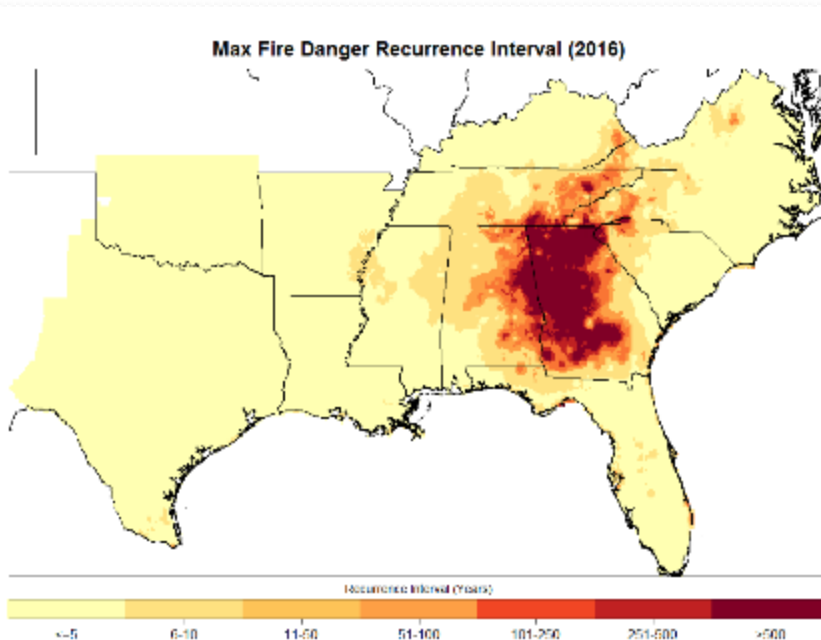 Max Fire Danger Recurrence Interval (2016)
Recurrence Interval (Years)
<=5 6-10 11-50 51-100 101-250 251-500 >500